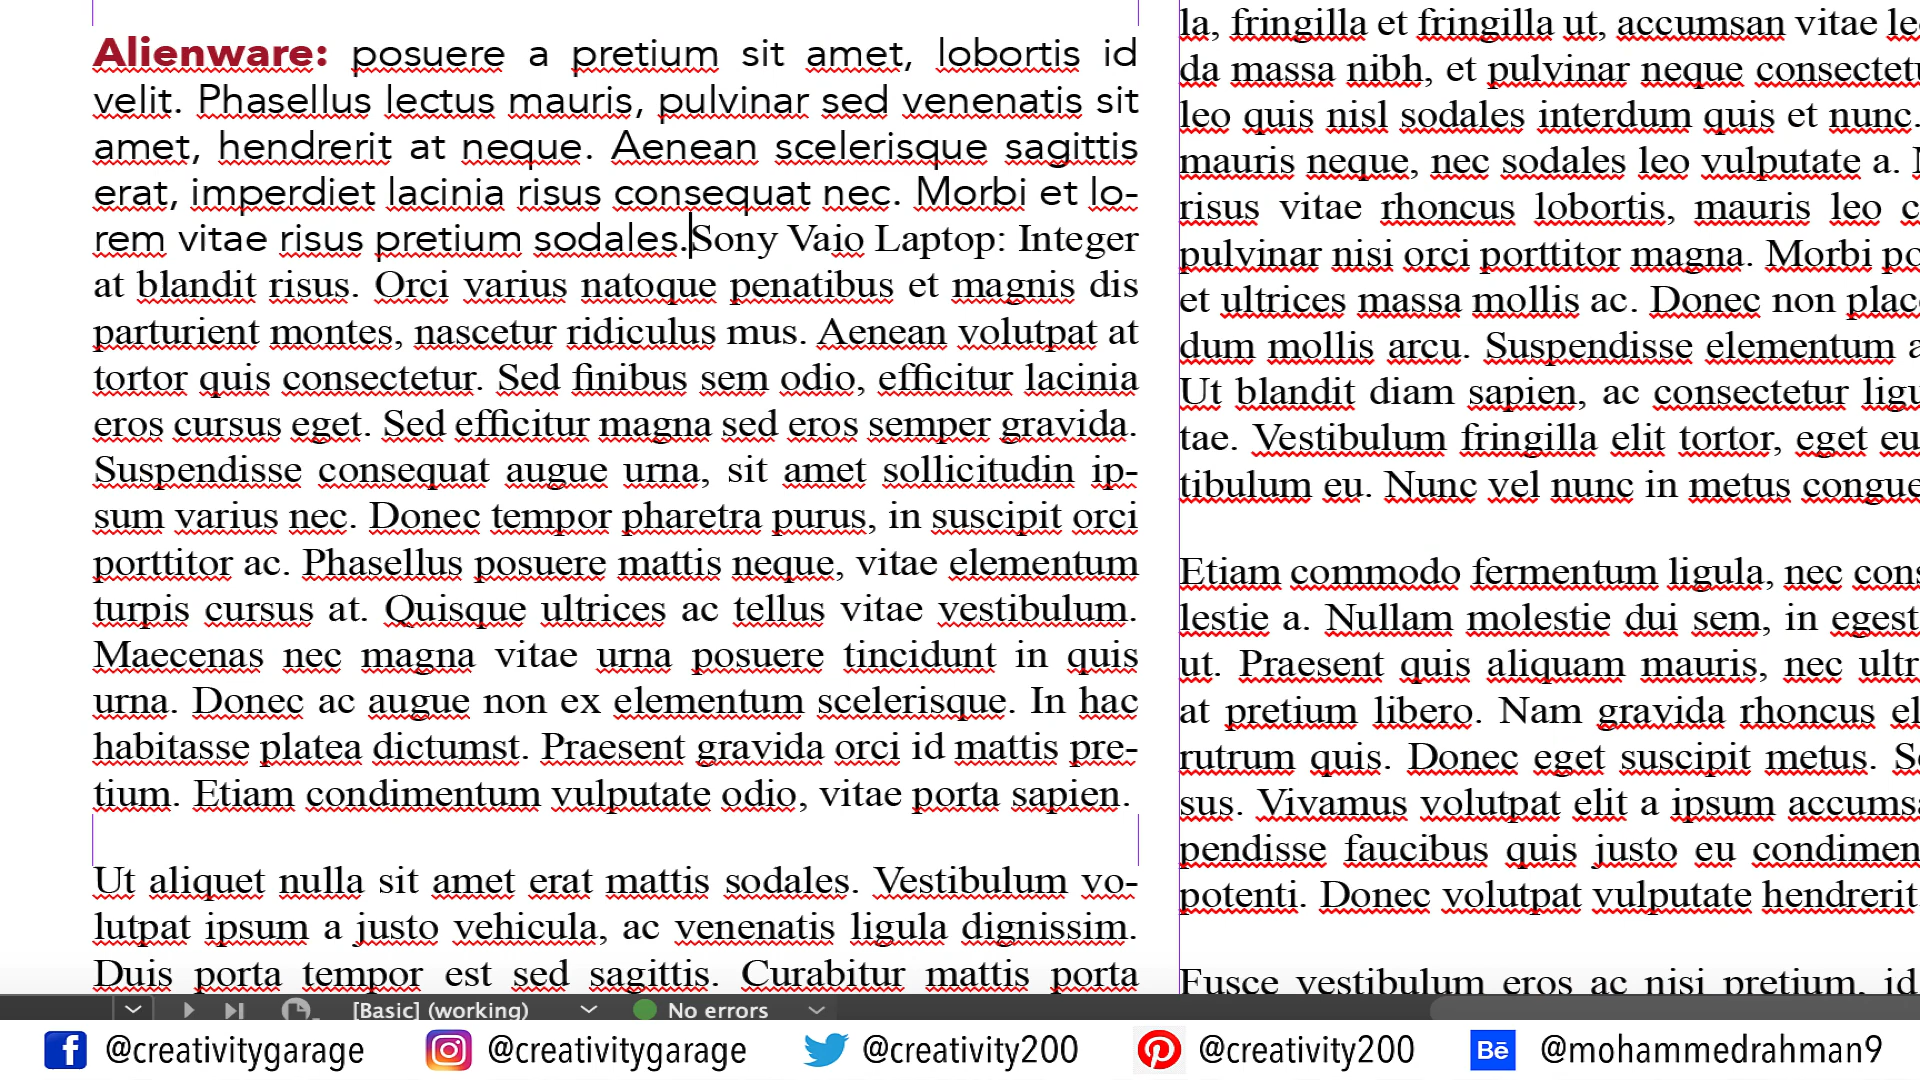 Alienware: posuere a pretium sit amet, lobortis id
velit. Phasellus lectus mauris, pulvinar sed venenatis sit
amet, hendrerit at neque. Aenean scelerisque sagittis
erat, imperdiet lacinia risus consequat nec. Morbi et lo-
rem vitae risus pretium sodales.Sony Vaio Laptop: Integer
at blandit risus. Orci varius natoque penatibus et magnis dis
parturient montes, nascetur ridiculus mus. Aenean volutpat at
tortor quis consectetur. Sed finibus sem odio, efficitur lacinia
eros cursus eget. Sed efficitur magna sed eros semper gravida.
Suspendisse consequat augue urna, sit amet sollicitudin ip-
sum varius nec. Donec tempor pharetra purus, in suscipit orci
porttitor ac. Phasellus posuere mattis neque, vitae elementum
turpis cursus at. Quisque ultrices ac tellus vitae vestibulum.
Maecenas nec magna vitae urna posuere tincidunt in quis
urna. Donec ac augue non ex elementum scelerisque. In hac
habitasse platea dictumst. Praesent gravida orci id mattis pre-
tium. Etiam condimentum vulputate odio, vitae porta sapien.
Ut aliquet nulla sit amet erat mattis sodales. Vestibulum vo-
lutpat ipsum a justo vehicula, ac venenatis ligula dignissim.
Duis porta tempor est sed sagittis. Curabitur mattis porta
la, fringilla et fringilla ut, accumsan vitae le
da massa nibh, et pulvinar neque consectetu
leo quis nisl sodales interdum quis et nunc.
mauris neque, nec sodales leo vulputate a.
risus vitae rhoncus lobortis, mauris leo c
pulvinar nisi orci porttitor magna. Morbi po
et ultrices massa mollis ac. Donec non plac
dum mollis arcu. Suspendisse elementum a
Ut blandit diam sapien, ac consectetur ligu
tae. Vestibulum fringilla elit tortor, eget eu
tibulum eu. Nunc vel nunc in metus congue
Etiam commodo fermentum ligula, nec cons
lestie a. Nullam molestie dui sem, in egest
ut. Praesent quis aliquam mauris, nec ultr
at pretium libero. Nam gravida rhoncus el
rutrum quis. Donec eget suscipit metus. Se
sus. Vivamus volutpat elit a ipsum accumsa
pendisse faucibus quis justo eu condimen
potenti. Donec volutpat vulputate hendrerit
Fusce vestibulum eros ac nisi pretium, id
[Basic] (working) No errors
@creativitygarage @creativitygarage @creativity200 @creativity200 Bē @mohammedrahman9